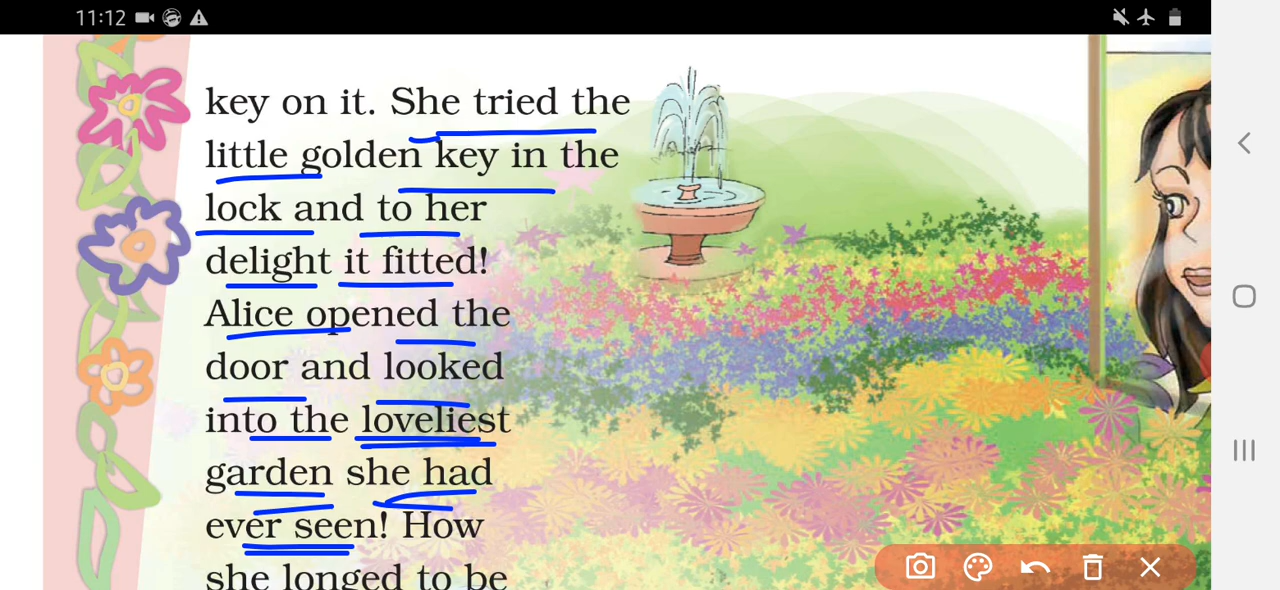 11:12
key on it. She tried the
little golden key in the
lock and to her
delight it fitted!
Alice opened the
door and looked
into the loveliest
garden she had
ever seen! How
she longed to be